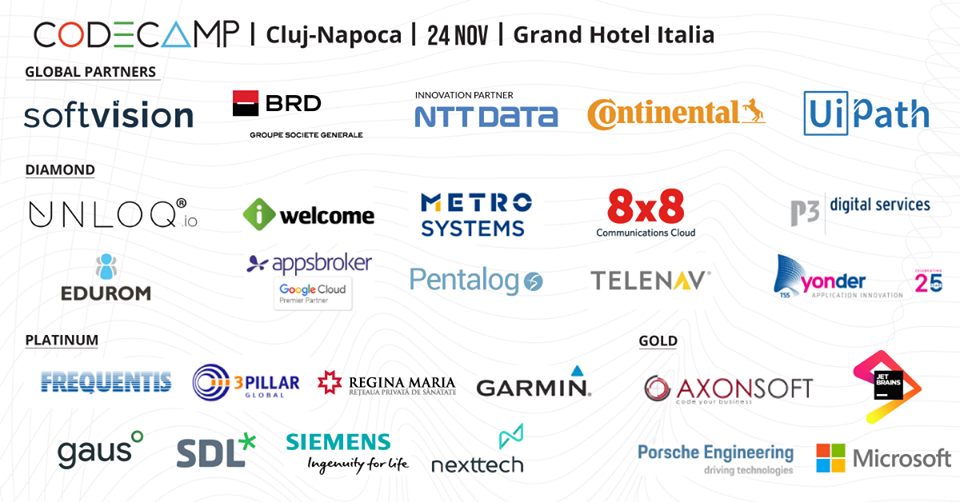 CODECAMP | Cluj-Napoca | 24 NOV | Grand Hotel Italia
GLOBAL PARTNERS
softvision
BRD
GROUPE SOCIETE GENERALE
INNOVATION PARTNER
NTT DATA
Continental
UiPath
DIAMOND
UNLOQ®.io
i welcome
METRO
SYSTEMS
8x8
Communications Cloud
p3 digital services
EDUROM
appsbroker
Google Cloud
Premier Partner
Pentalog
TELENAV®
TSS
yonder
APPLICATION INNOVATION
CELEBRATING
25
PLATINUM
FREQUENTIS
3PILLAR
GLOBAL
REGINA MARIA
REȚEAUA PRIVATĂ DE SĂNĂTATE
GARMIN®
gaus
SDL*
SIEMENS
Ingenuity for life
nexttech
GOLD
AXONSOFT
code your business
JET
BRAINS
Porsche Engineering
driving technologies
Microsoft